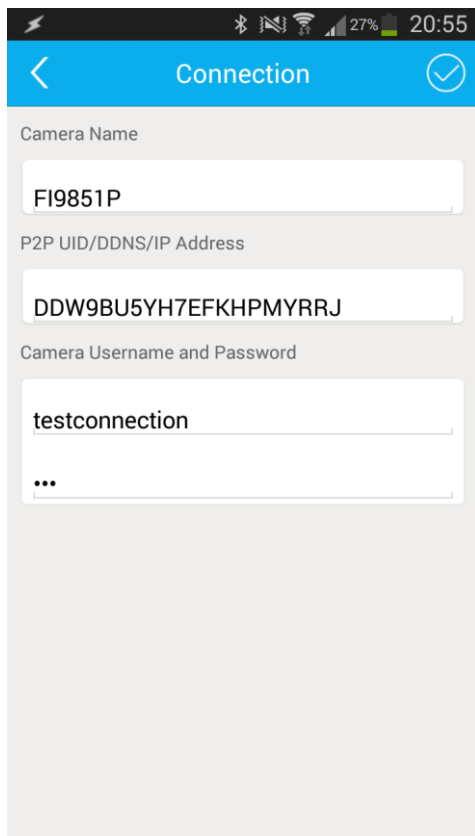 27% 20:55
Connection
Camera Name
FI9851P
P2P UID/DDNS/IP Address
DDW9BU5YH7EFKHPMYRRJ
Camera Username and Password
testconnection
•••